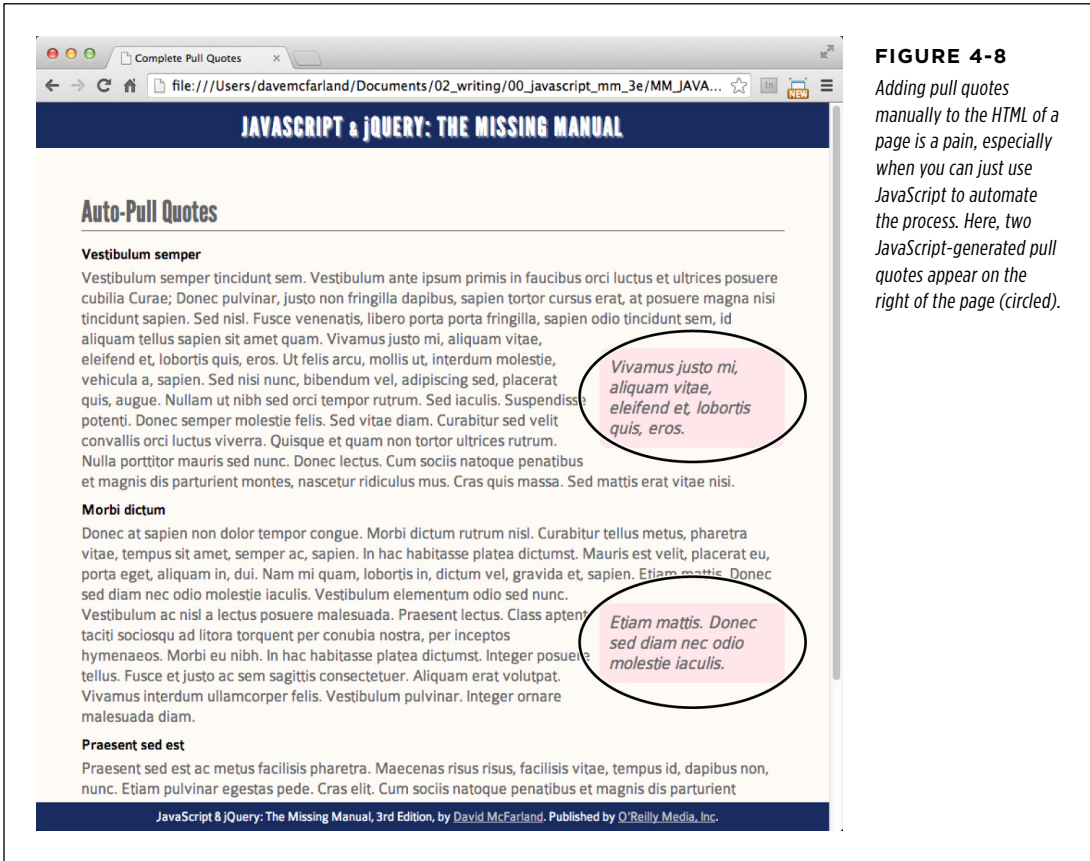 Complete Pull Quotes
file:///Users/davemcfarland/Documents/02_writing/00_javascript_mm_3e/MM_JAVA...
In
NEW
JAVASCRIPT & jQUERY: THE MISSING MANUAL
Auto-Pull Quotes
Vestibulum semper
Vestibulum semper tincidunt sem. Vestibulum ante ipsum primis in faucibus orci luctus et ultrices posuere
cubilia Curae; Donec pulvinar, justo non fringilla dapibus, sapien tortor cursus erat, at posuere magna nisi
tincidunt sapien. Sed nisl. Fusce venenatis, libero porta porta fringilla, sapien odio tincidunt sem, id
aliquam tellus sapien sit amet quam. Vivamus justo mi, aliquam vitae,
eleifend et, lobortis quis, eros. Ut felis arcu, mollis ut, interdum molestie,
vehicula a, sapien. Sed nisi nunc, bibendum vel, adipiscing sed, placerat
quis, augue. Nullam ut nibh sed orci tempor rutrum. Sed iaculis. Suspendisse
potenti. Donec semper molestie felis. Sed vitae diam. Curabitur sed velit
convallis orci luctus viverra. Quisque et quam non tortor ultrices rutrum.
Nulla porttitor mauris sed nunc. Donec lectus. Cum sociis natoque penatibus
et magnis dis parturient montes, nascetur ridiculus mus. Cras quis massa. Sed mattis erat vitae nisi.
Vivamus justo mi,
aliquam vitae,
eleifend et, lobortis
quis, eros.
Morbi dictum
Donec at sapien non dolor tempor congue. Morbi dictum rutrum nisl. Curabitur tellus metus, pharetra
vitae, tempus sit amet, semper ac, sapien. In hac habitasse platea dictumst. Mauris est velit, placerat eu,
porta eget, aliquam in, dui. Nam mi quam, lobortis in, dictum vel, gravida et, sapien. Etiam mattis. Donec
sed diam nec odio molestie iaculis. Vestibulum elementum odio sed nunc.
Vestibulum ac nisl a lectus posuere malesuada. Praesent lectus. Class aptent
taciti sociosqu ad litora torquent per conubia nostra, per inceptos
hymenaeos. Morbi eu nibh. In hac habitasse platea dictumst. Integer posuere
tellus. Fusce et justo ac sem sagittis consectetuer. Aliquam erat volutpat.
Vivamus interdum ullamcorper felis. Vestibulum pulvinar. Integer ornare
malesuada diam.
Etiam mattis. Donec
sed diam nec odio
molestie iaculis.
Praesent sed est
Praesent sed est ac metus facilisis pharetra. Maecenas risus risus, facilisis vitae, tempus id, dapibus non,
nunc. Etiam pulvinar egestas pede. Cras elit. Cum sociis natoque penatibus et magnis dis parturient
JavaScript & jQuery: The Missing Manual, 3rd Edition, by David McFarland. Published by O'Reilly Media, Inc.
FIGURE 4-8
Adding pull quotes
manually to the HTML of a
page is a pain, especially
when you can just use
JavaScript to automate
the process. Here, two
JavaScript-generated pull
quotes appear on the
right of the page (circled).